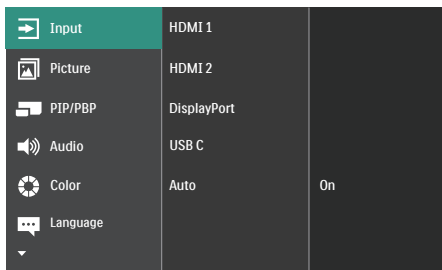 Input HDMI 1
Picture HDMI 2
PIP/PBP DisplayPort
Audio USB C
Color Auto On
Language